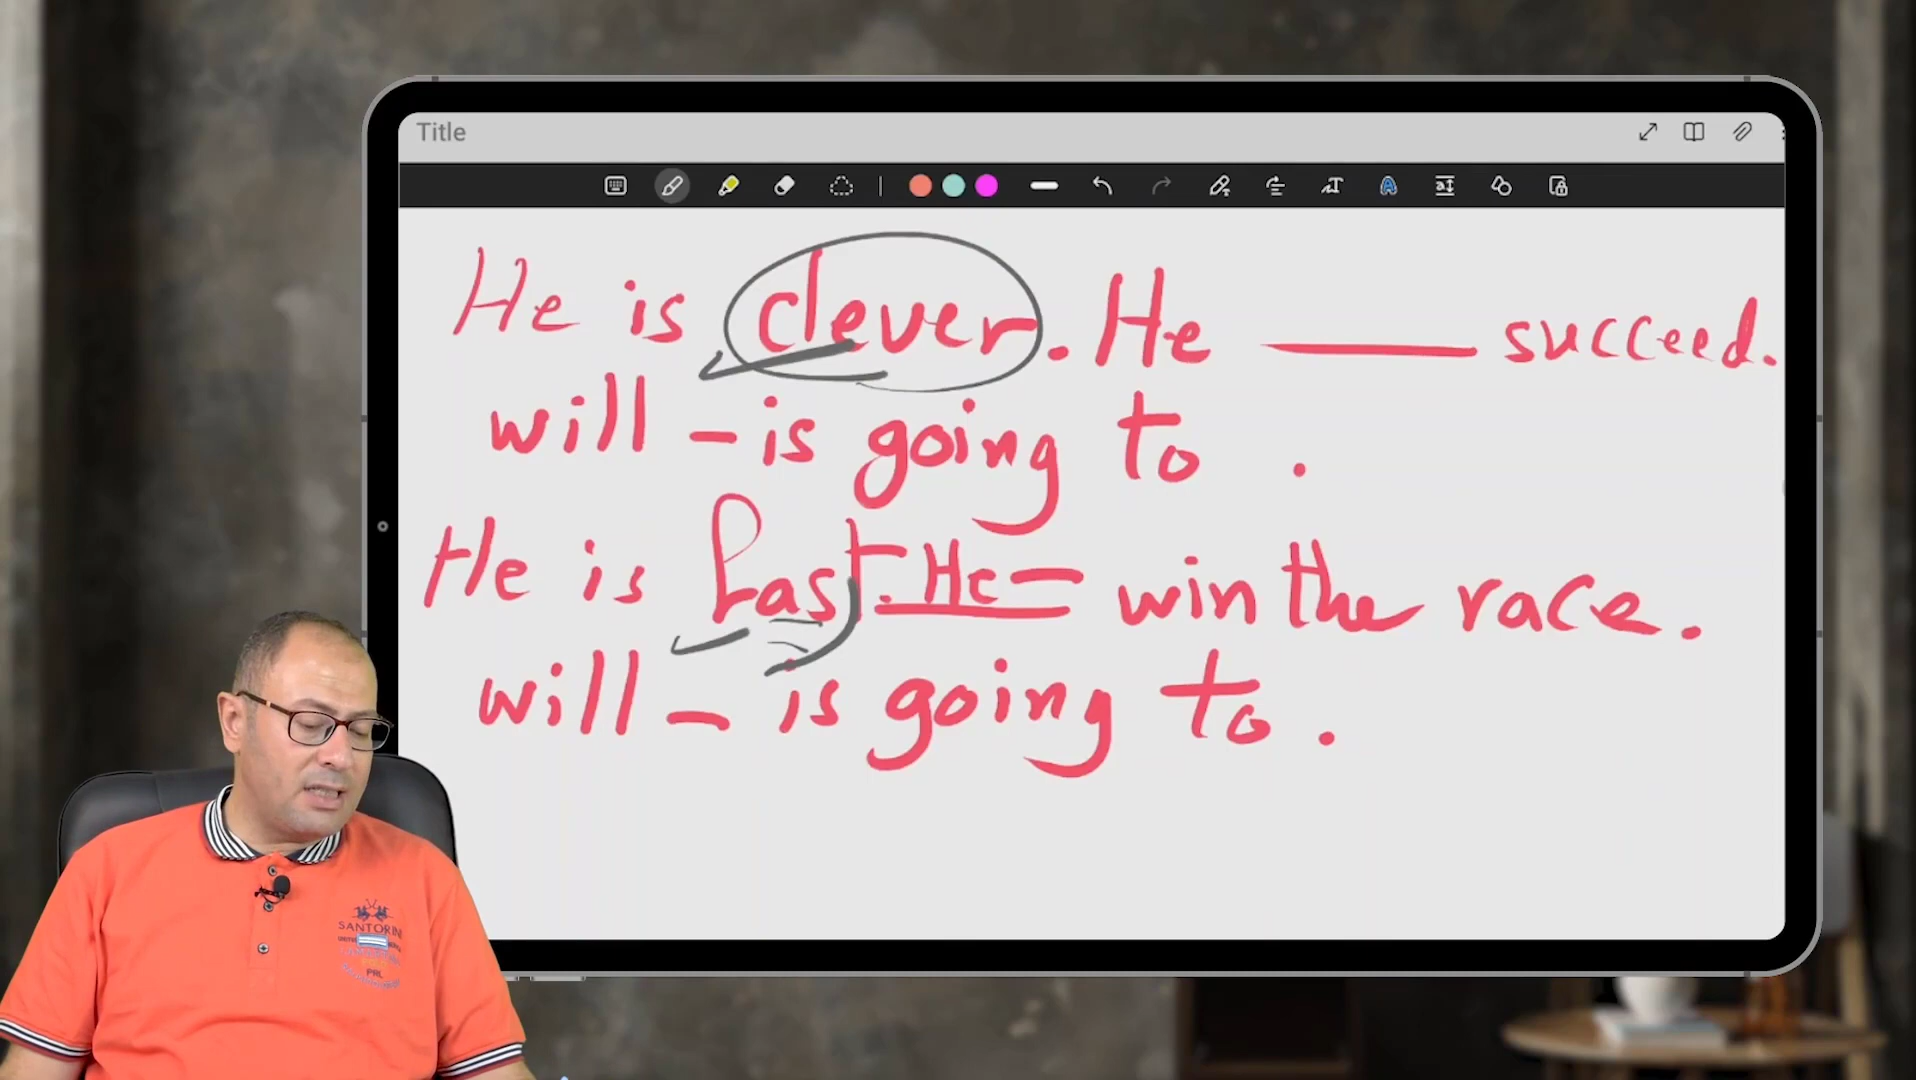 Title
He is clever. He ____ succeed.
will - is going to .
He is fast. He = win the race.
will - is going to .
SANTORINI
PRL